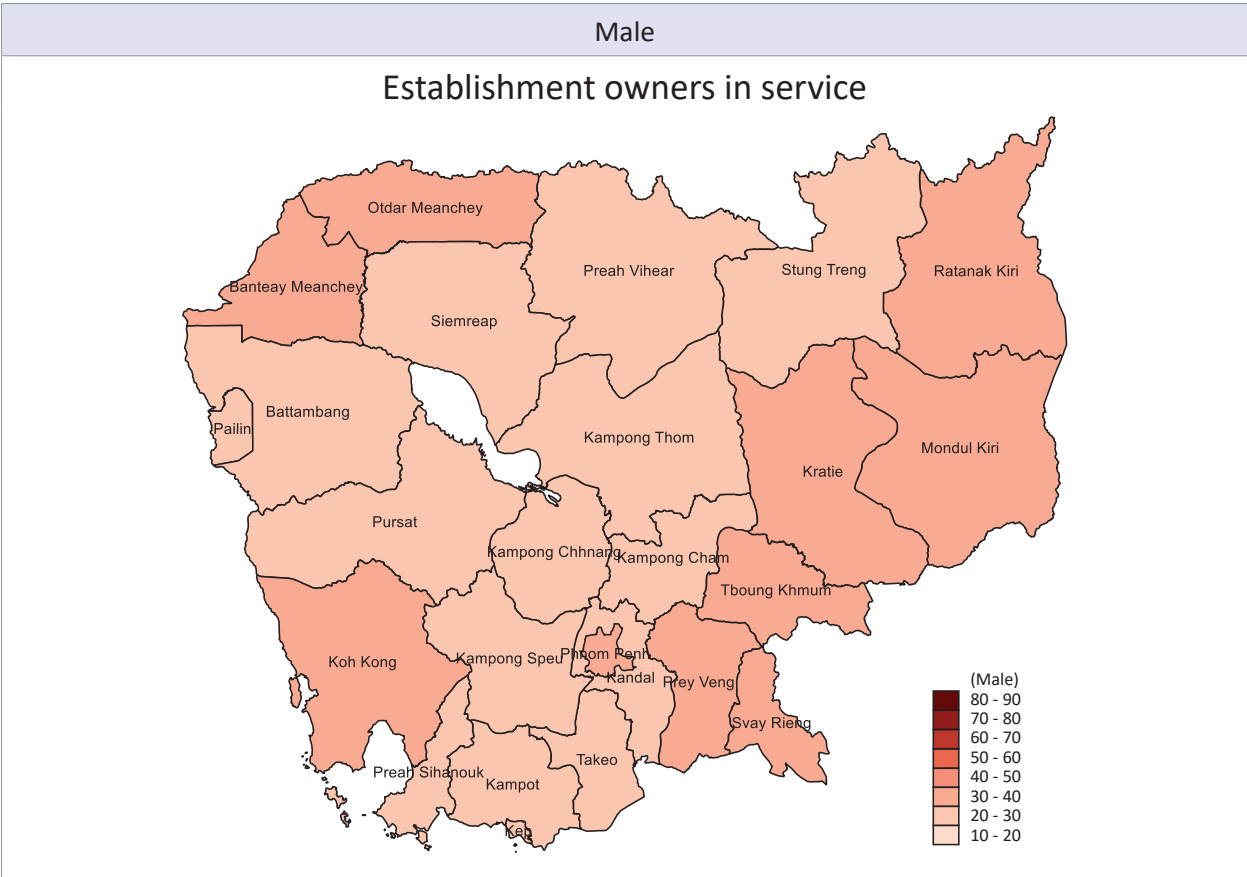 Male
Establishment owners in service
Otdar Meanchey
Preah Vihear
Stung Treng
Ratanak Kiri
Banteay Meanchey
Siemreap
Battambang
Pailin
Kampong Thom
Mondul Kiri
Kratie
Pursat
Kampong Chhnang
Kampong Cham
Tboung Khmum
Koh Kong
Kampong Speu
Phnom Penh
Kandal
Prey Veng
Svay Rieng
Takeo
Preah Sihanouk
Kampot
Kep
(Male)
80 - 90
70 - 80
60 - 70
50 - 60
40 - 50
30 - 40
20 - 30
10 - 20